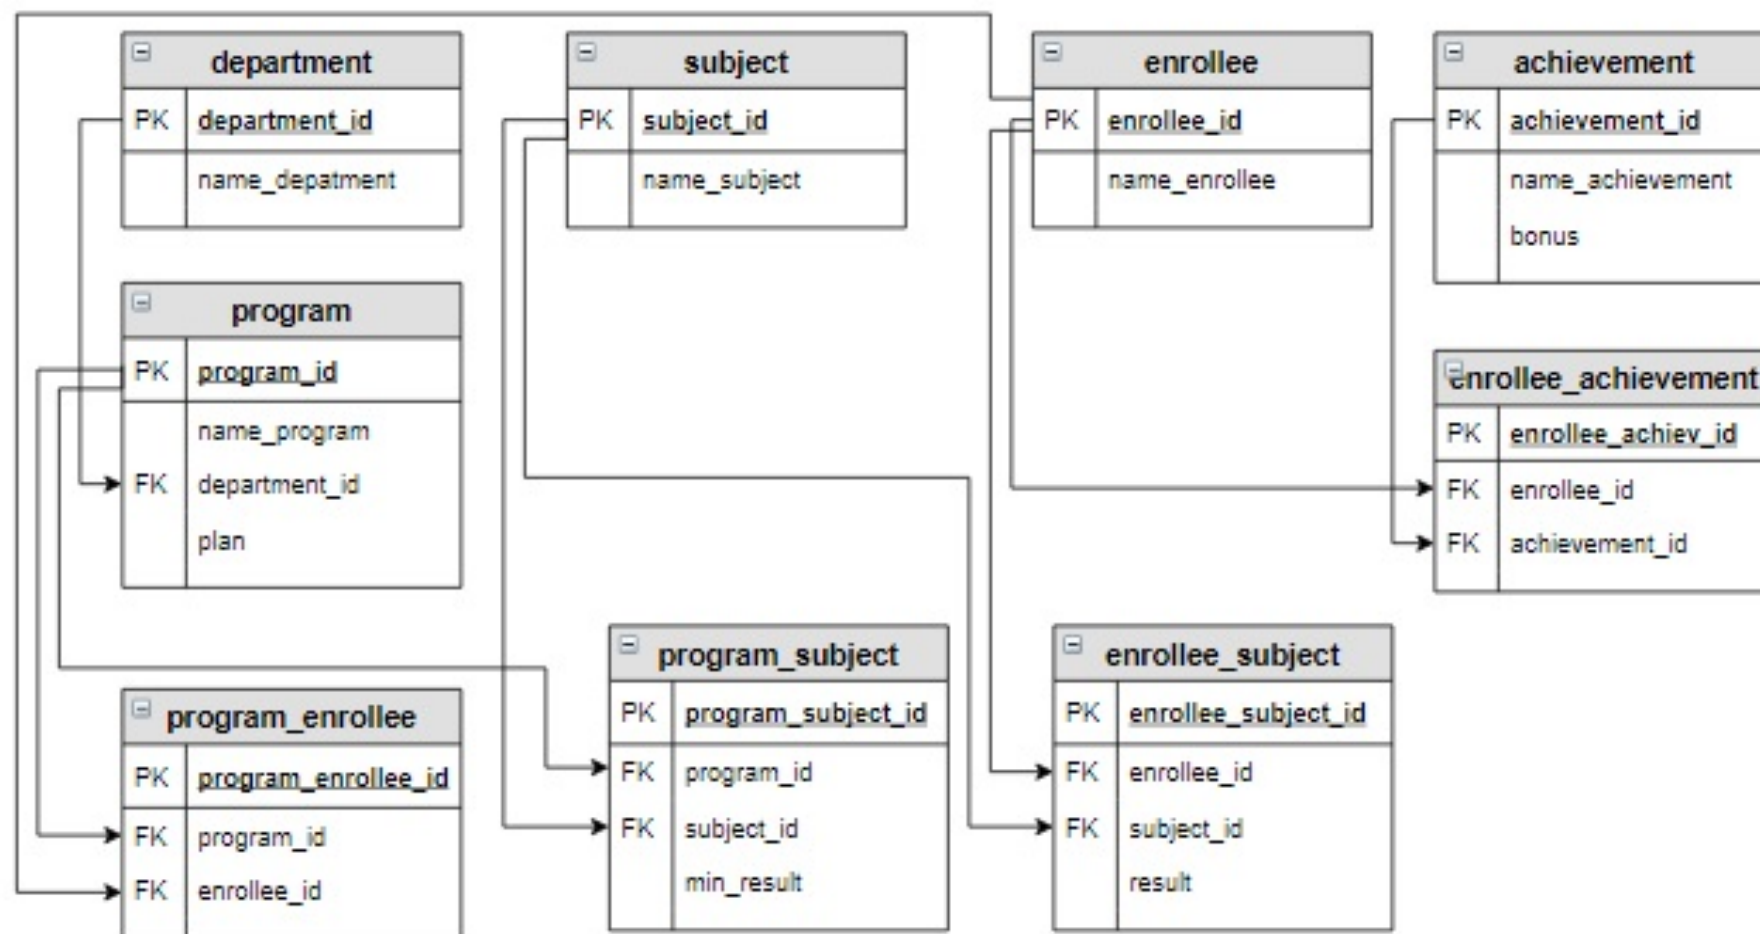 department
PK department_id
name_depatment
subject
PK subject_id
name_subject
enrollee
PK enrollee_id
name_enrollee
achievement
PK achievement_id
name_achievement
bonus
program
PK program_id
name_program
FK department_id
plan
enrollee_achievement
PK enrollee_achiev_id
FK enrollee_id
FK achievement_id
program_enrollee
PK program_enrollee_id
FK program_id
FK enrollee_id
program_subject
PK program_subject_id
FK program_id
FK subject_id
min_result
enrollee_subject
PK enrollee_subject_id
FK enrollee_id
FK subject_id
result